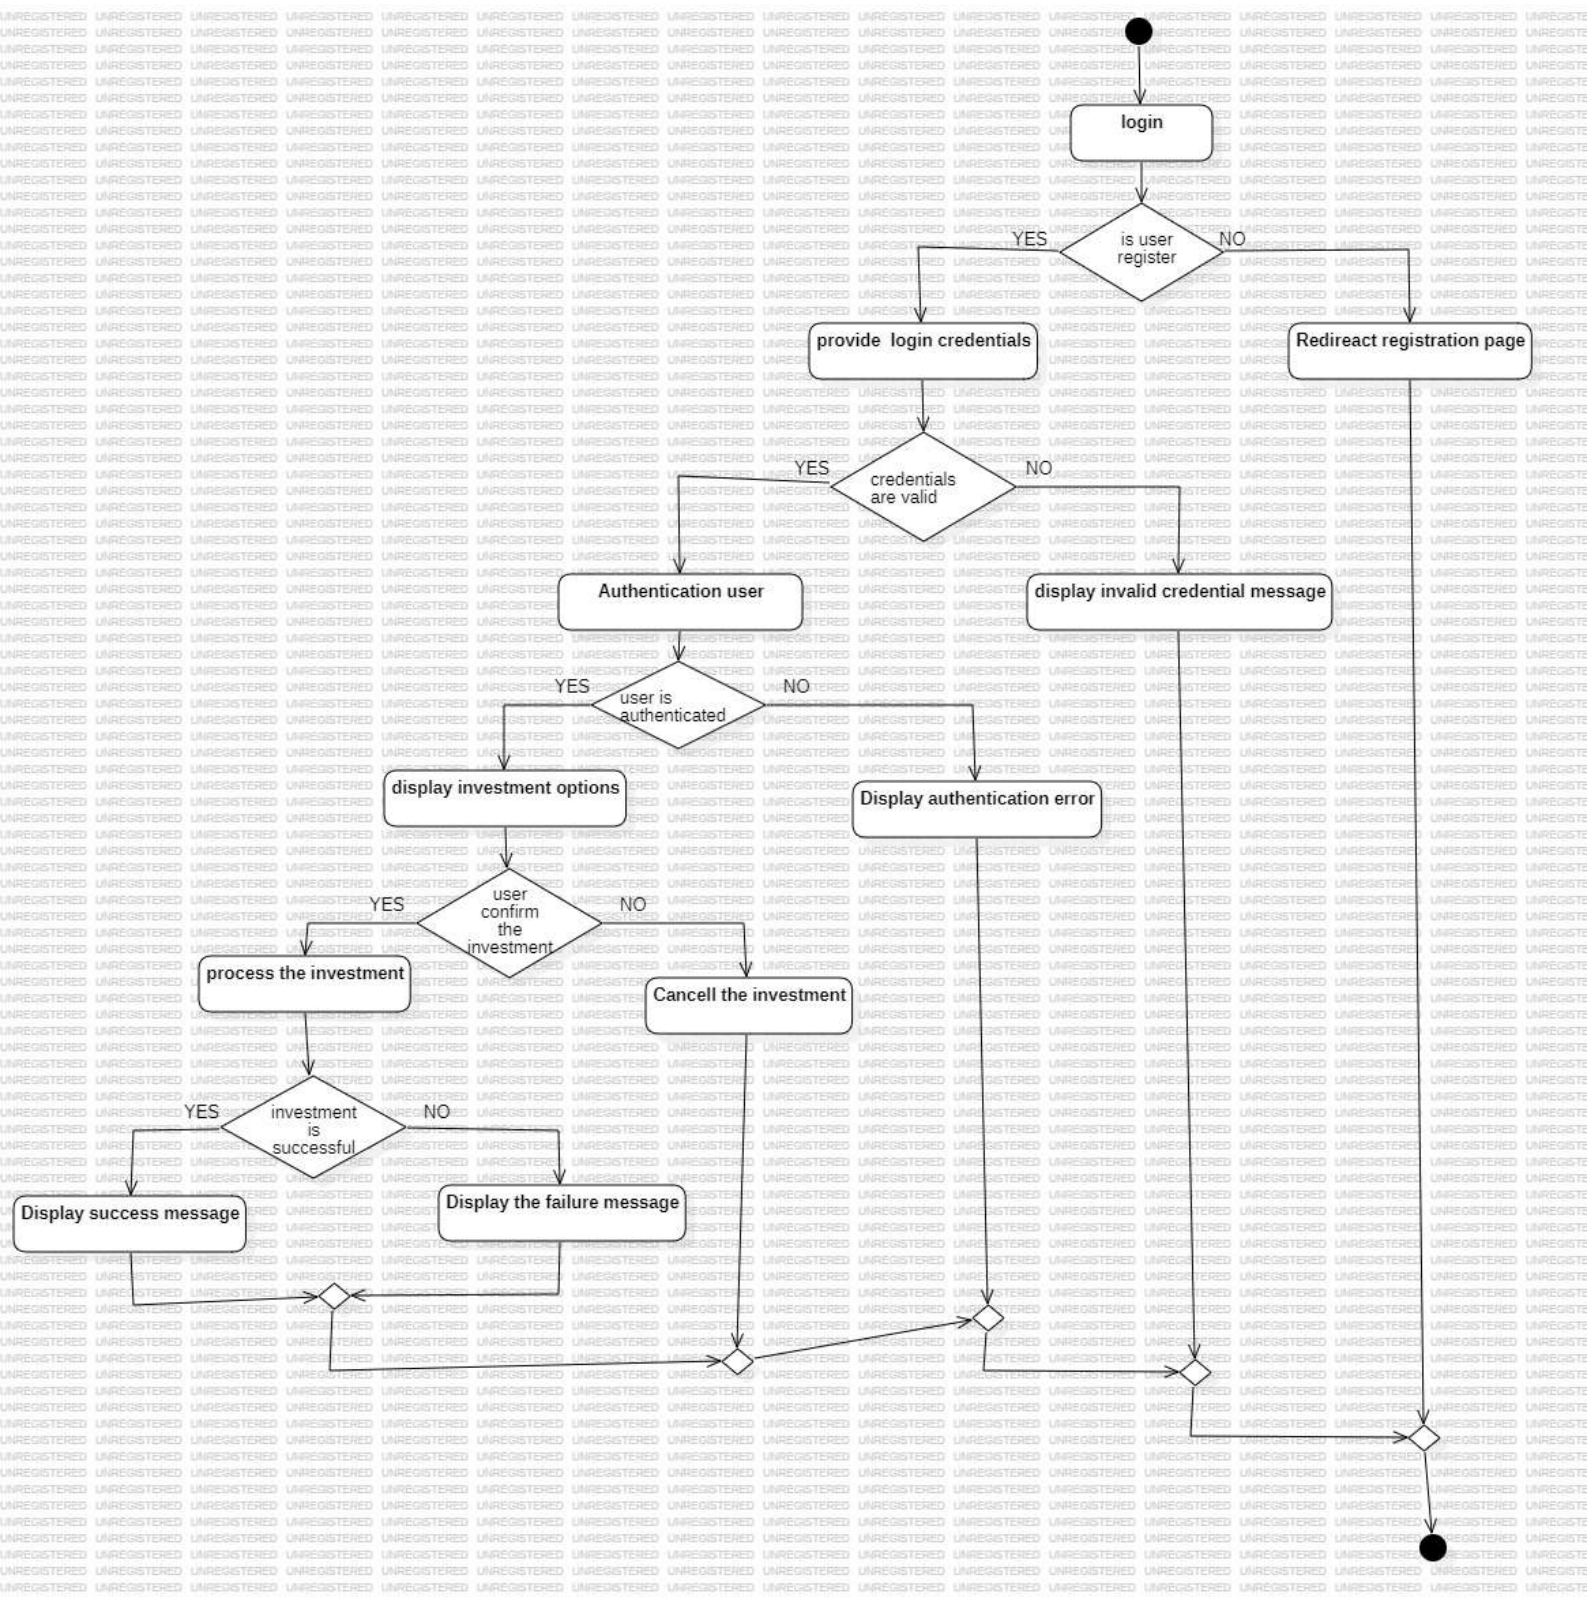 login
is user
register
YES
NO
provide  login credentials
Redireact registration page
credentials
are valid
YES
NO
Authentication user
display invalid credential message
user is
authenticated
YES
NO
display investment options
Display authentication error
user
confirm
the
investment
YES
NO
process the investment
Cancell the investment
investment
is
successful
YES
NO
Display success message
Display the failure message
UNREGISTERED